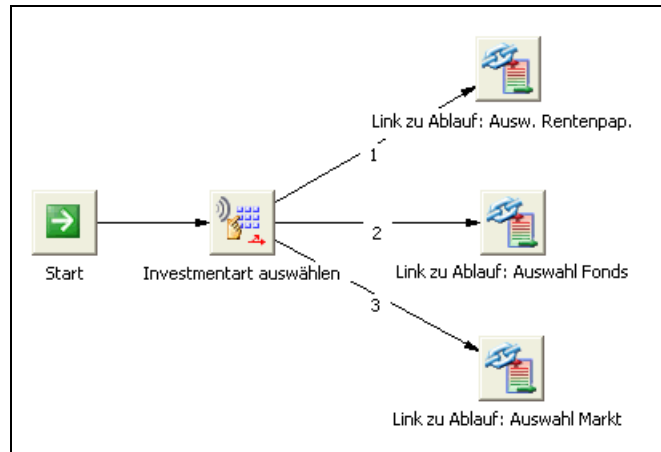 Link zu Ablauf: Ausw. Rentenpap.
1
Start
Investmentart auswählen
2
Link zu Ablauf: Auswahl Fonds
3
Link zu Ablauf: Auswahl Markt